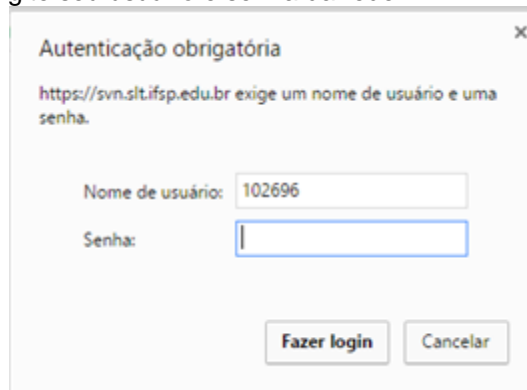 Autenticação obrigatória
×
https://svn.slt.ifsp.edu.br exige um nome de usuário e uma
senha.
Nome de usuário: 102696
Senha:
Fazer login Cancelar